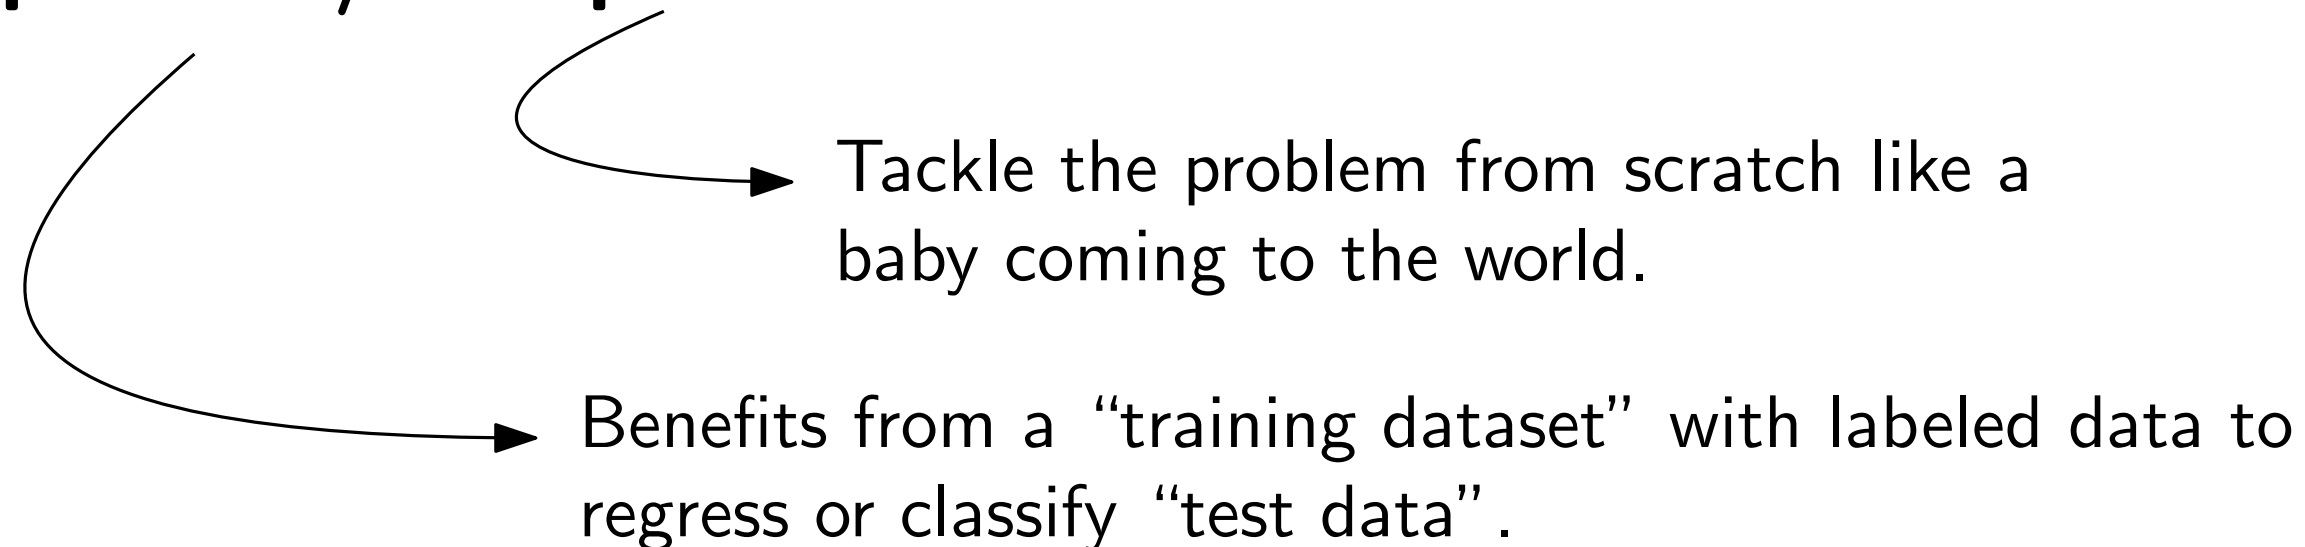 Tackle the problem from scratch like a
baby coming to the world.
Benefits from a “training dataset” with labeled data to
regress or classify “test data”.